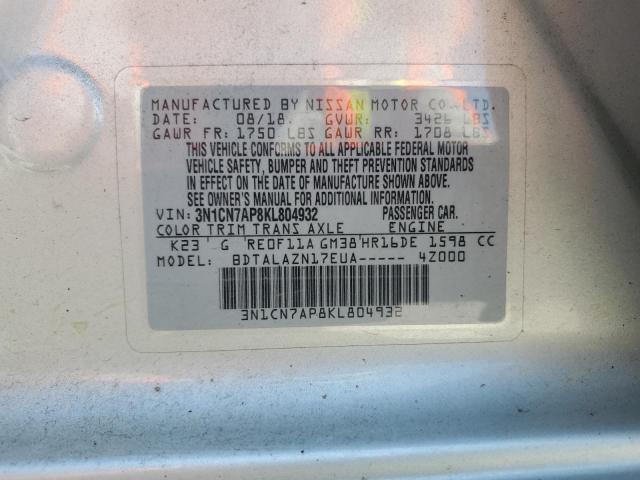 MANUFACTURED BY NISSAN MOTOR CO., LTD.
DATE: 08/18 GVWR: 3426 LBS
GAWR FR: 1750 LBS GAWR RR: 1708 LBS
THIS VEHICLE CONFORMS TO ALL APPLICABLE FEDERAL MOTOR
VEHICLE SAFETY, BUMPER AND THEFT PREVENTION STANDARDS
IN EFFECT ON THE DATE OF MANUFACTURE SHOWN ABOVE.
SEE OWNER'S MANUAL FOR ADDITIONAL INFORMATION.
VIN: 3N1CN7AP8KL804932 PASSENGER CAR.
COLOR TRIM TRANS AXLE ENGINE
K23 G RE0F11A GM38 HR16DE 1598 CC
MODEL: BDTALAZN17EUA----- 4Z000
3N1CN7AP8KL804932